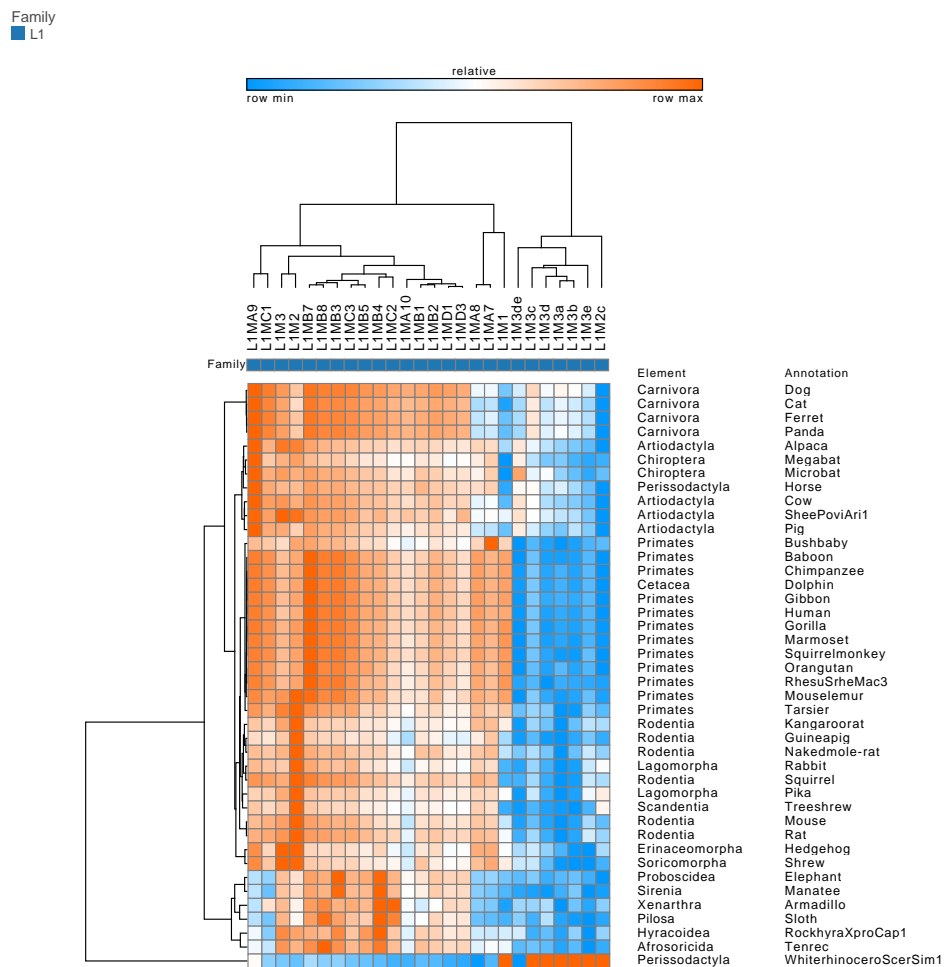 Family
L1
relative
row min row max
L1MA9 L1MC1 L1M3 L1M2 L1MB7 L1MB8 L1MB3 L1MC3 L1MB5 L1MB4 L1MC2 L1MA10 L1MB1 L1MB2 L1MD1 L1MD3 L1MA8 L1MA7 L1M1 L1M3de L1M3c L1M3d L1M3a L1M3b L1M3e L1M2c
Family
Element Annotation
Carnivora Dog
Carnivora Cat
Carnivora Ferret
Carnivora Panda
Artiodactyla Alpaca
Chiroptera Megabat
Chiroptera Microbat
Perissodactyla Horse
Artiodactyla Cow
Artiodactyla SheePoviAri1
Artiodactyla Pig
Primates Bushbaby
Primates Baboon
Primates Chimpanzee
Cetacea Dolphin
Primates Gibbon
Primates Human
Primates Gorilla
Primates Marmoset
Primates Squirrelmonkey
Primates Orangutan
Primates RhesuSrheMac3
Primates Mouselemur
Primates Tarsier
Rodentia Kangaroorat
Rodentia Guineapig
Rodentia Nakedmole-rat
Lagomorpha Rabbit
Rodentia Squirrel
Lagomorpha Pika
Scandentia Treeshrew
Rodentia Mouse
Rodentia Rat
Erinaceomorpha Hedgehog
Soricomorpha Shrew
Proboscidea Elephant
Sirenia Manatee
Xenarthra Armadillo
Pilosa Sloth
Hyracoidea RockhyraXproCap1
Afrosoricida Tenrec
Perissodactyla WhiterhinoceroScerSim1